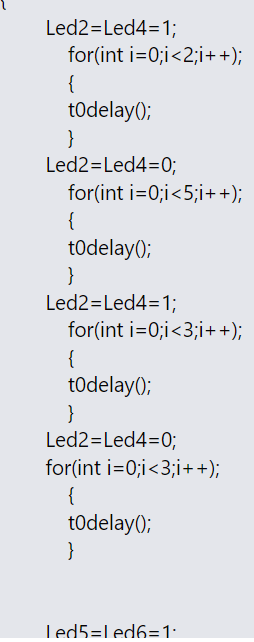 {
Led2=Led4=1;
for(int i=0;i<2;i++);
{
t0delay();
}
Led2=Led4=0;
for(int i=0;i<5;i++);
{
t0delay();
}
Led2=Led4=1;
for(int i=0;i<3;i++);
{
t0delay();
}
Led2=Led4=0;
for(int i=0;i<3;i++);
{
t0delay();
}
Led5=Led6=1;